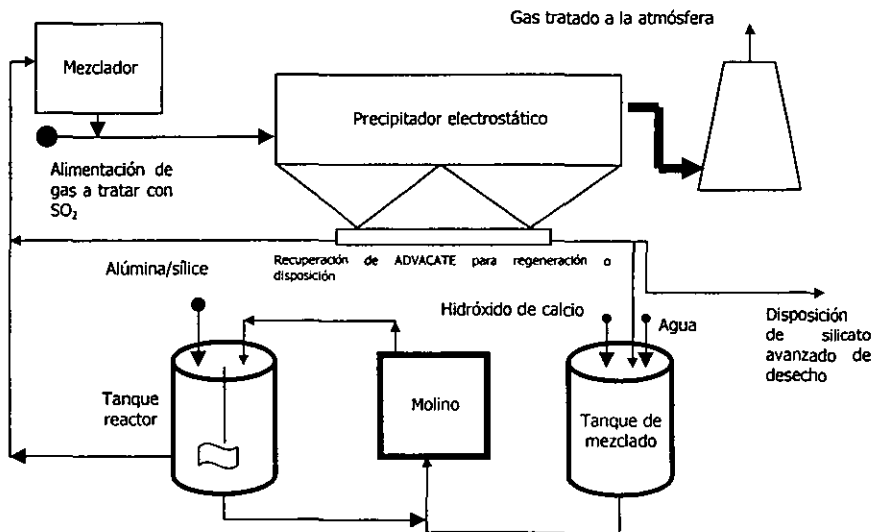 Gas tratado a la atmósfera
Mezclador
Precipitador electrostático
Alimentación de
gas a tratar con
SO₂
Recuperación de ADVACATE para regeneración o
disposición
Alúmina/sílice
Hidróxido de calcio
Agua
Disposición
de silicato
avanzado de
desecho
Tanque
reactor
Molino
Tanque de
mezclado